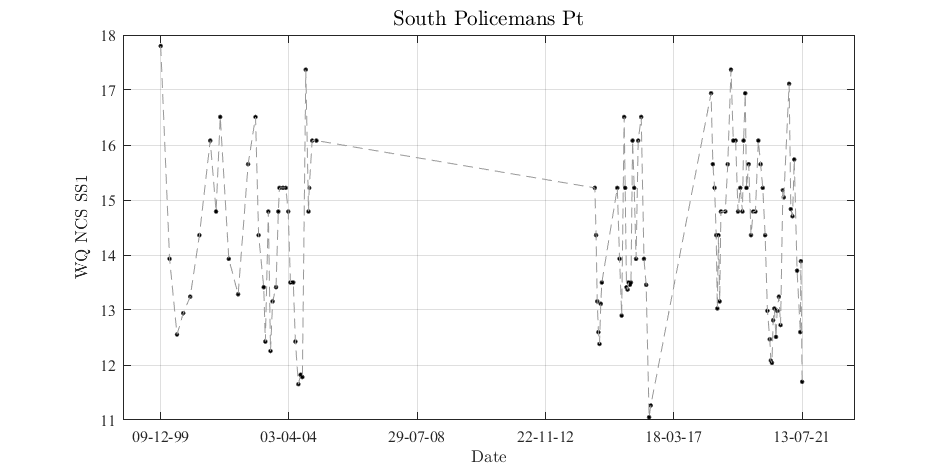 South Policemans Pt
WQ NCS SS1
18
17
16
15
14
13
12
11
09-12-99 03-04-04 29-07-08 22-11-12 18-03-17 13-07-21
Date